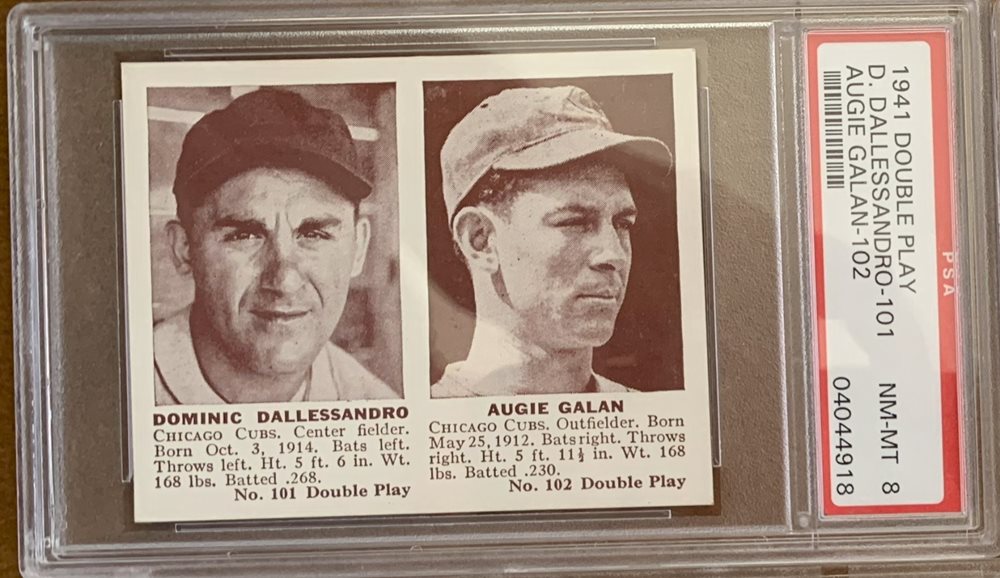 DOMINIC DALLESSANDRO
CHICAGO CUBS. Center fielder.
Born Oct. 3, 1914. Bats left.
Throws left. Ht. 5 ft. 6 in. Wt.
168 lbs. Batted .268.
No. 101 Double Play
AUGIE GALAN
CHICAGO CUBS. Outfielder. Born
May 25, 1912. Bats right. Throws
right. Ht. 5 ft. 11½ in. Wt. 168
lbs. Batted .230.
No. 102 Double Play
PSA
1941 DOUBLE PLAY
D. DALLESSANDRO-101 NM-MT 8
AUGIE GALAN-102 04044918